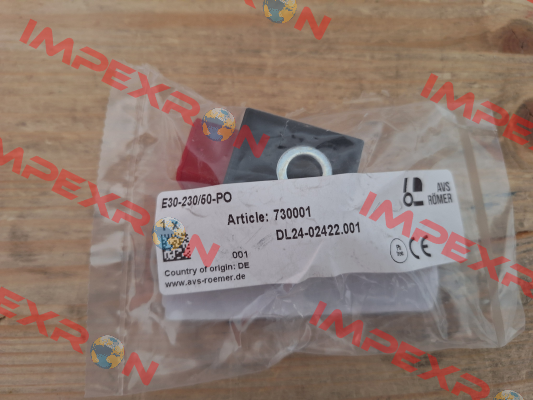 IMPEXRON
IMPEXRON
E30-230/50-PO
AVS
RÖMER
Article: 730001
DL24-02422.001
001
Country of origin: DE
www.avs-roemer.de
CE
IMPEXRON
IMPEXRON